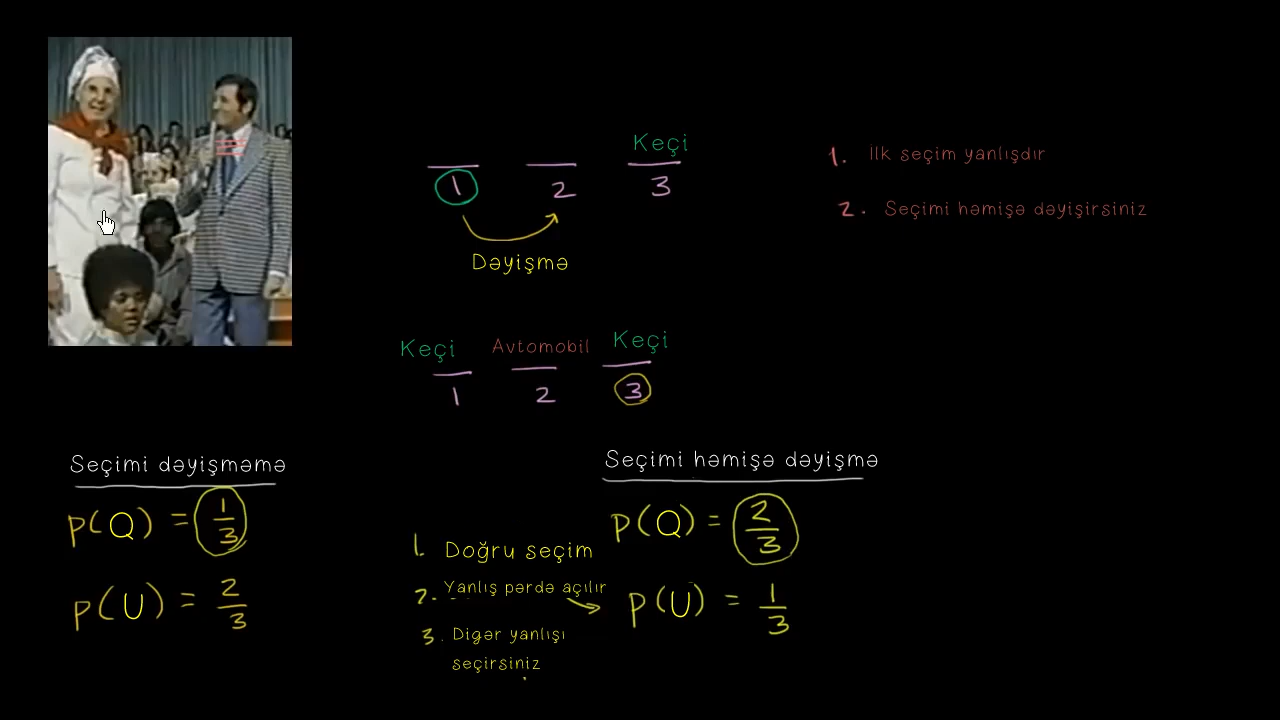 Keçi
1 2 3
Dəyişmə
1. İlk seçim yanlışdır
2. Seçimi həmişə dəyişirsiniz
Keçi Avtomobil Keçi
1 2 3
Seçimi dəyişməmə
P(Q) = 1/3
P(U) = 2/3
1. Doğru seçim
2. Yanlış pərdə açılır
3. Digər yanlışı
seçirsiniz
Seçimi həmişə dəyişmə
P(Q) = 2/3
P(U) = 1/3